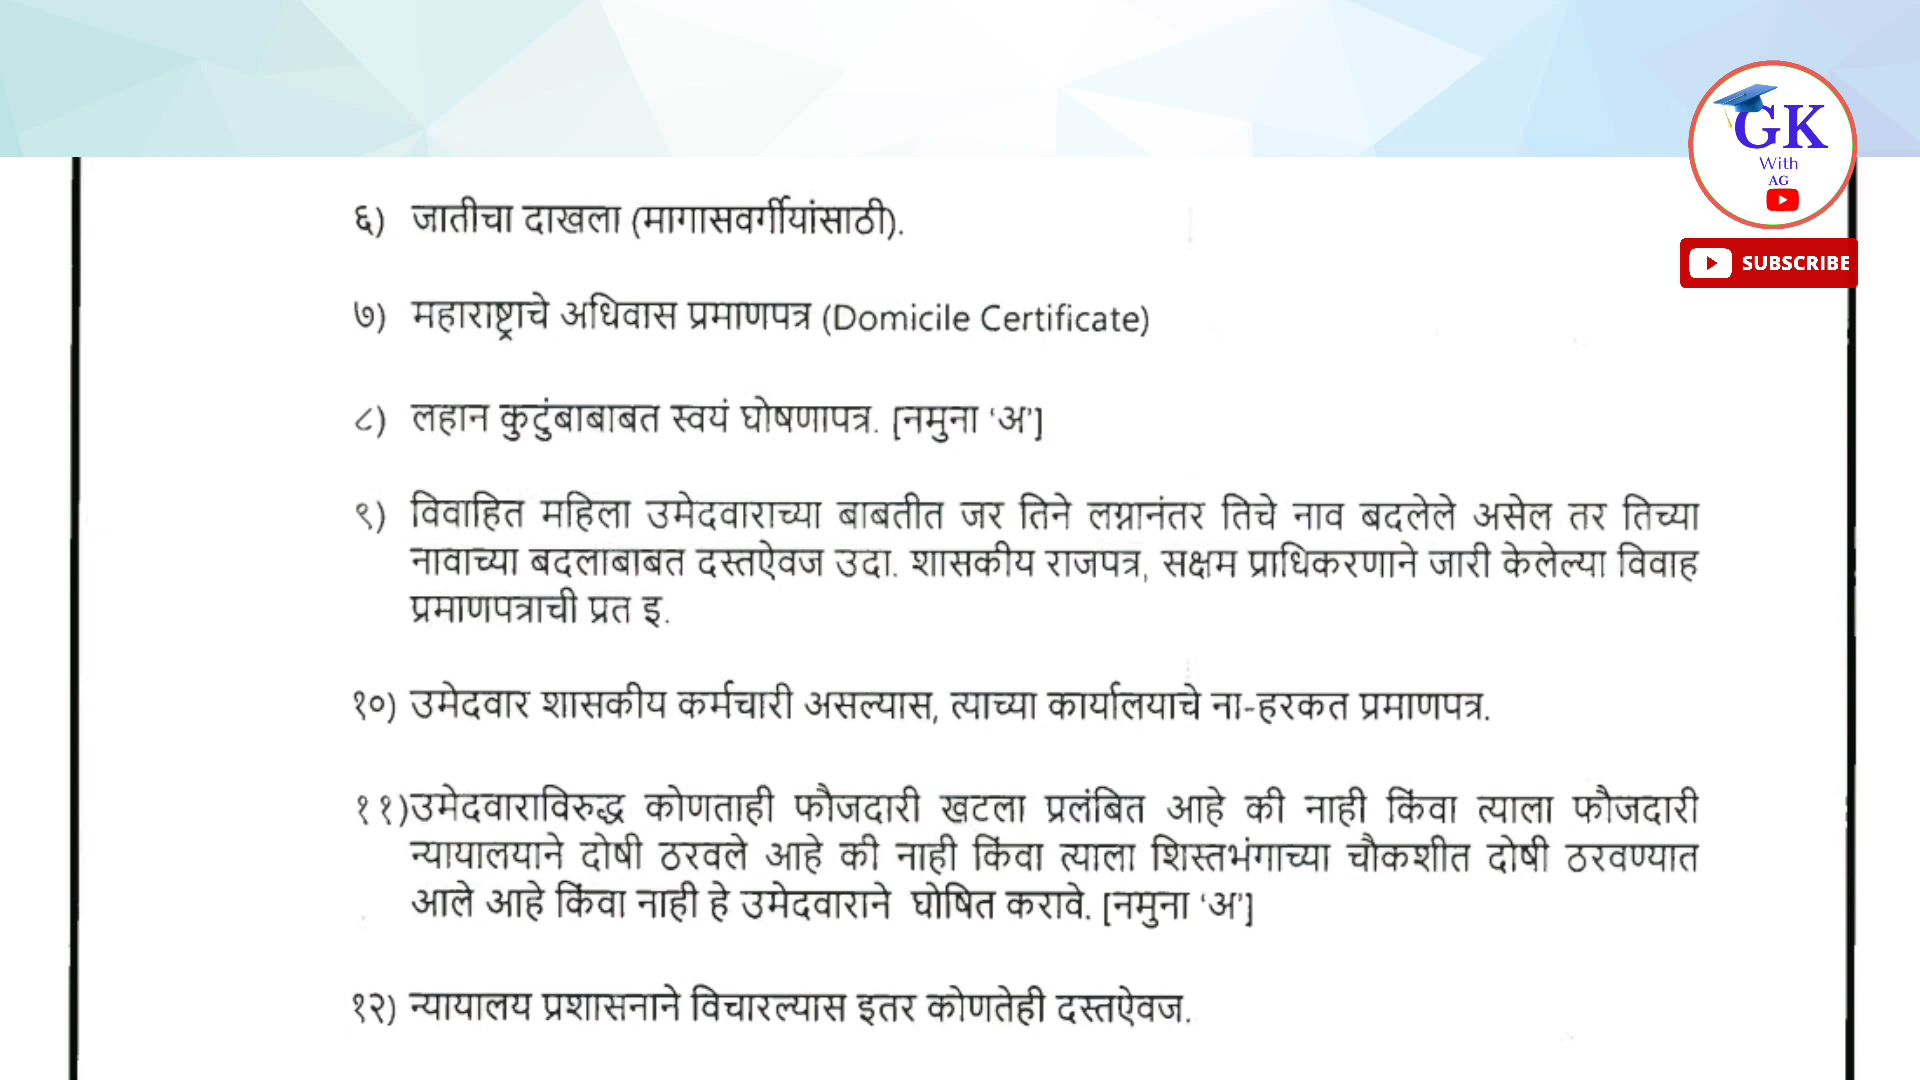 GK
With
AG
SUBSCRIBE
६) जातीचा दाखला (मागासवर्गीयांसाठी).
७) महाराष्ट्राचे अधिवास प्रमाणपत्र (Domicile Certificate)
८) लहान कुटुंबाबाबत स्वयं घोषणापत्र. [नमुना ‘अ’]
९) विवाहित महिला उमेदवाराच्या बाबतीत जर तिने लग्नानंतर तिचे नाव बदलेले असेल तर तिच्या
नावाच्या बदलाबाबत दस्तऐवज उदा. शासकीय राजपत्र, सक्षम प्राधिकरणाने जारी केलेल्या विवाह
प्रमाणपत्राची प्रत इ.
१०) उमेदवार शासकीय कर्मचारी असल्यास, त्याच्या कार्यालयाचे ना-हरकत प्रमाणपत्र.
११)उमेदवाराविरुद्ध कोणताही फौजदारी खटला प्रलंबित आहे की नाही किंवा त्याला फौजदारी
न्यायालयाने दोषी ठरवले आहे की नाही किंवा त्याला शिस्तभंगाच्या चौकशीत दोषी ठरवण्यात
आले आहे किंवा नाही हे उमेदवाराने घोषित करावे. [नमुना ‘अ’]
१२) न्यायालय प्रशासनाने विचारल्यास इतर कोणतेही दस्तऐवज.